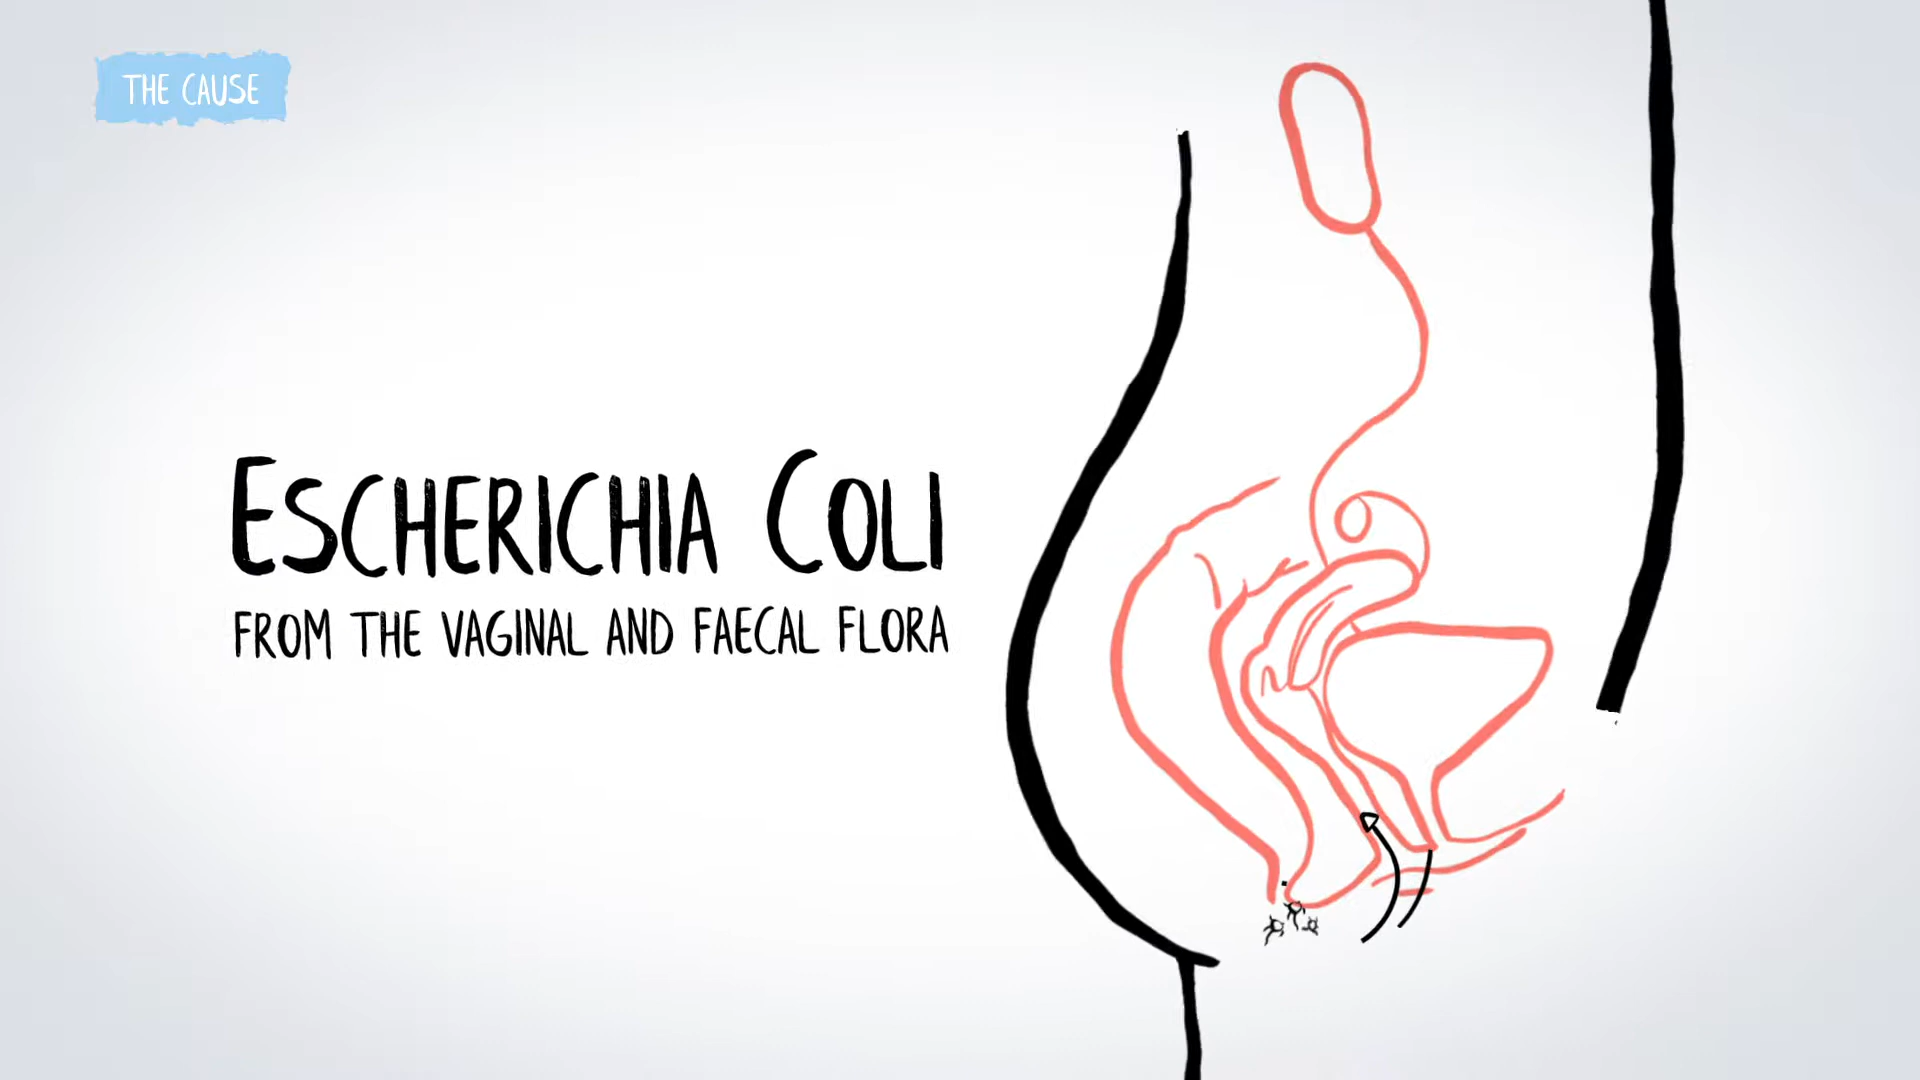 THE CAUSE
ESCHERICHIA COLI
FROM THE VAGINAL AND FAECAL FLORA